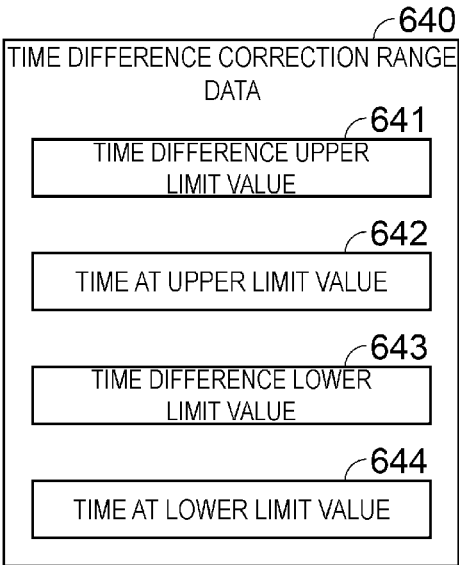 640
TIME DIFFERENCE CORRECTION RANGE
DATA
641
TIME DIFFERENCE UPPER
LIMIT VALUE
642
TIME AT UPPER LIMIT VALUE
643
TIME DIFFERENCE LOWER
LIMIT VALUE
644
TIME AT LOWER LIMIT VALUE